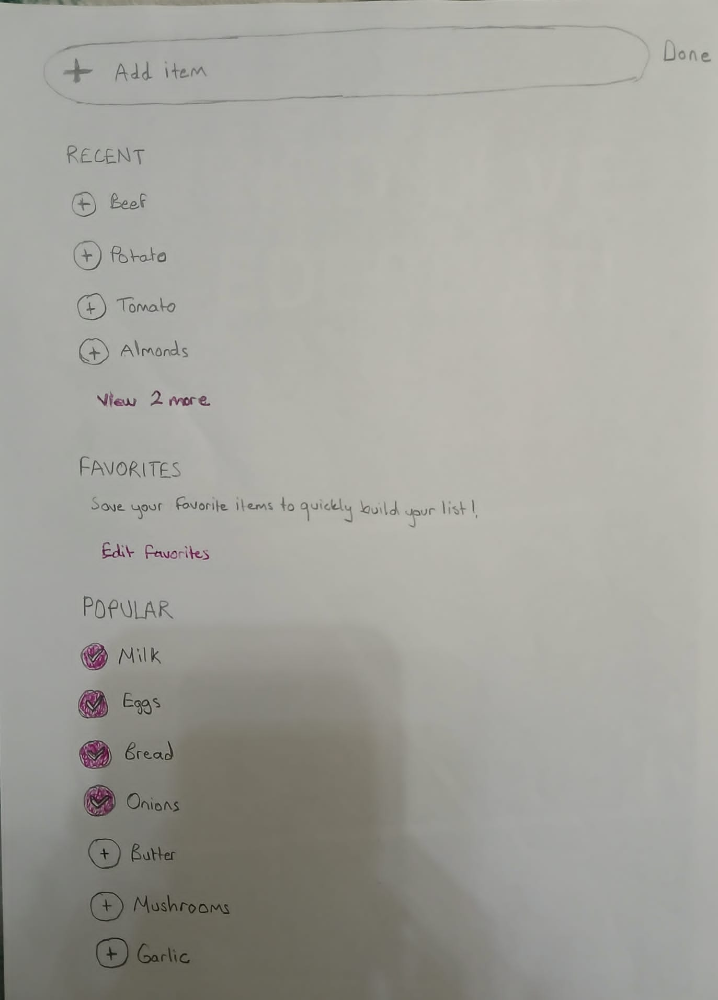 + Add item
Done
RECENT
+ Beef
+ Potato
+ Tomato
+ Almonds
View 2 more
FAVORITES
Save your favorite items to quickly build your list!
Edit Favorites
POPULAR
Milk
Eggs
Bread
Onions
+ Butter
+ Mushrooms
+ Garlic